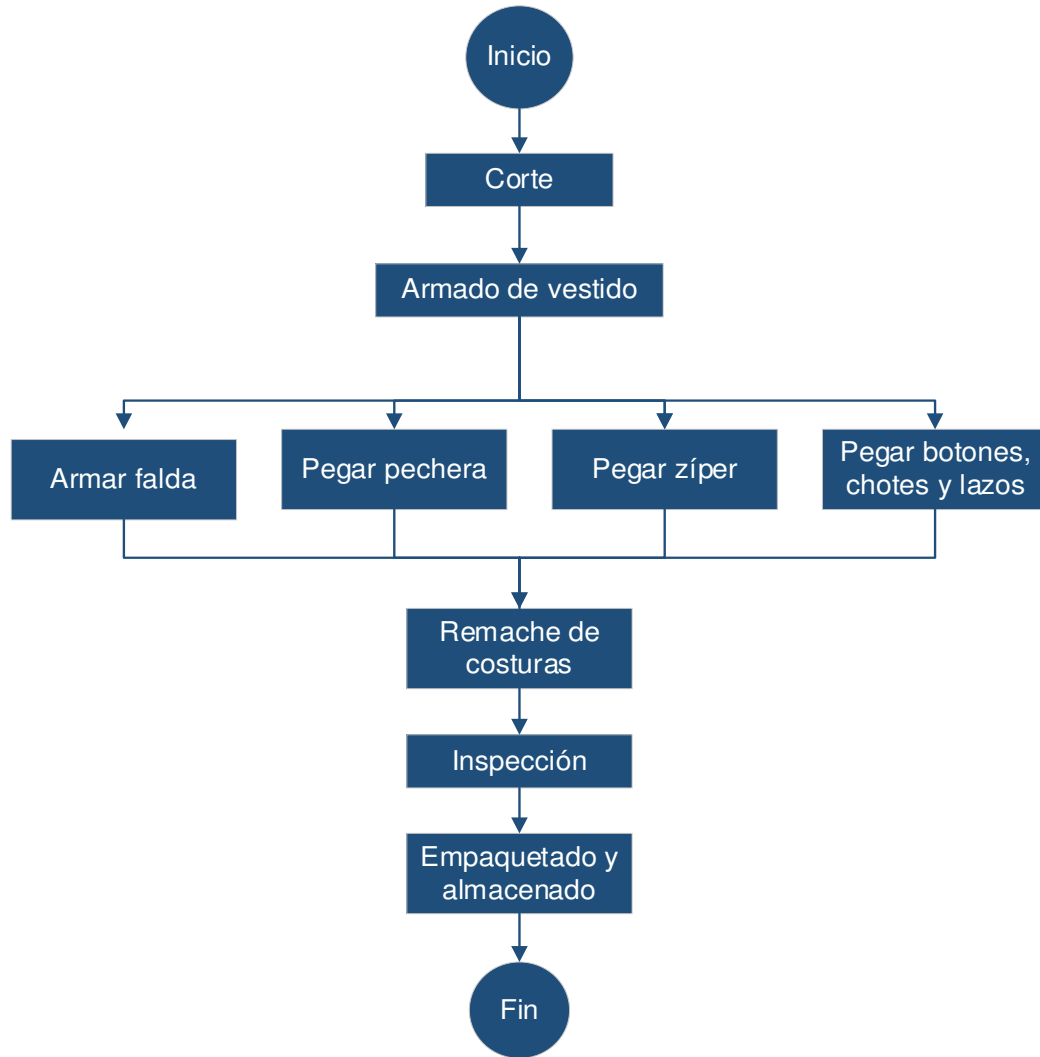 Inicio
Corte
Armado de vestido
Armar falda
Pegar pechera
Pegar zíper
Pegar botones,
chotes y lazos
Remache de
costuras
Inspección
Empaquetado y
almacenado
Fin